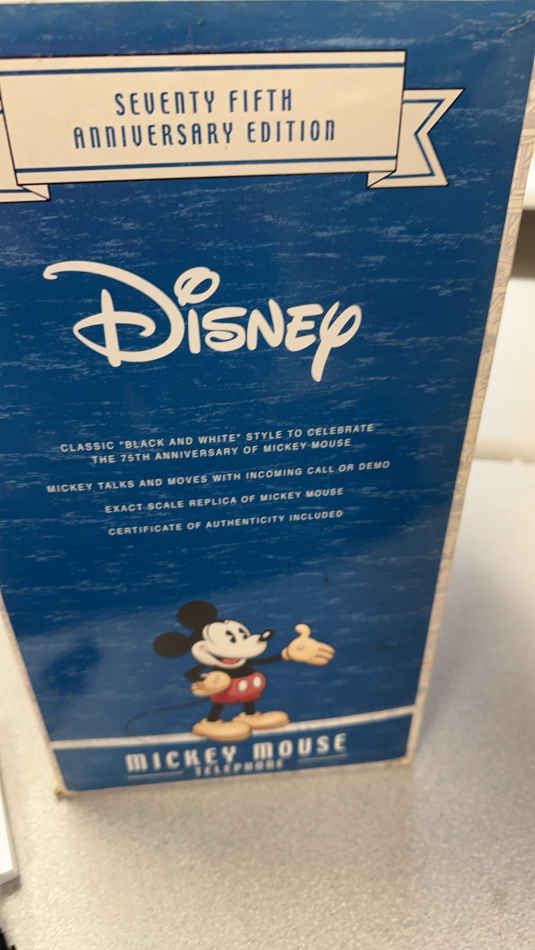 SEVENTY FIFTH
ANNIVERSARY EDITION
DISNEY
CLASSIC "BLACK AND WHITE" STYLE TO CELEBRATE
THE 75TH ANNIVERSARY OF MICKEY MOUSE
MICKEY TALKS AND MOVES WITH INCOMING CALL OR DEMO
EXACT SCALE REPLICA OF MICKEY MOUSE
CERTIFICATE OF AUTHENTICITY INCLUDED
MICKEY MOUSE
TELEPHONE